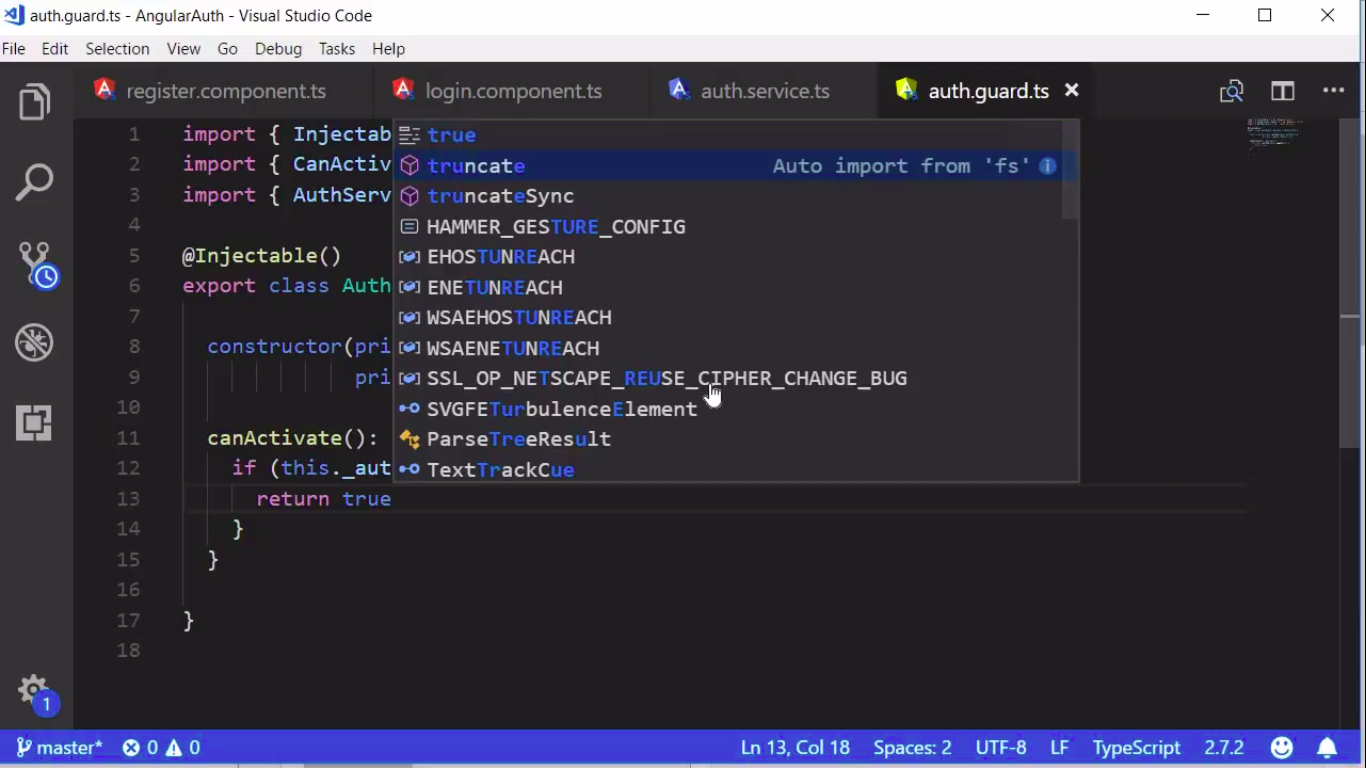 auth.guard.ts - AngularAuth - Visual Studio Code
File Edit Selection View Go Debug Tasks Help
register.component.ts login.component.ts auth.service.ts auth.guard.ts
1 import { Injectab
2 import { CanActiv
3 import { AuthServ
4
5 @Injectable()
6 export class Auth
7
8 constructor(pri
9 pri
10
11 canActivate():
12 if (this._aut
13 return true
14 }
15 }
16
17 }
18
true
truncate Auto import from 'fs'
truncateSync
HAMMER_GESTURE_CONFIG
EHOSTUNREACH
ENETUNREACH
WSAEHOSTUNREACH
WSAENETUNREACH
SSL_OP_NETSCAPE_REUSE_CIPHER_CHANGE_BUG
SVGFETurbulenceElement
ParseTreeResult
TextTrackCue
1
master* 0 0 Ln 13, Col 18 Spaces: 2 UTF-8 LF TypeScript 2.7.2